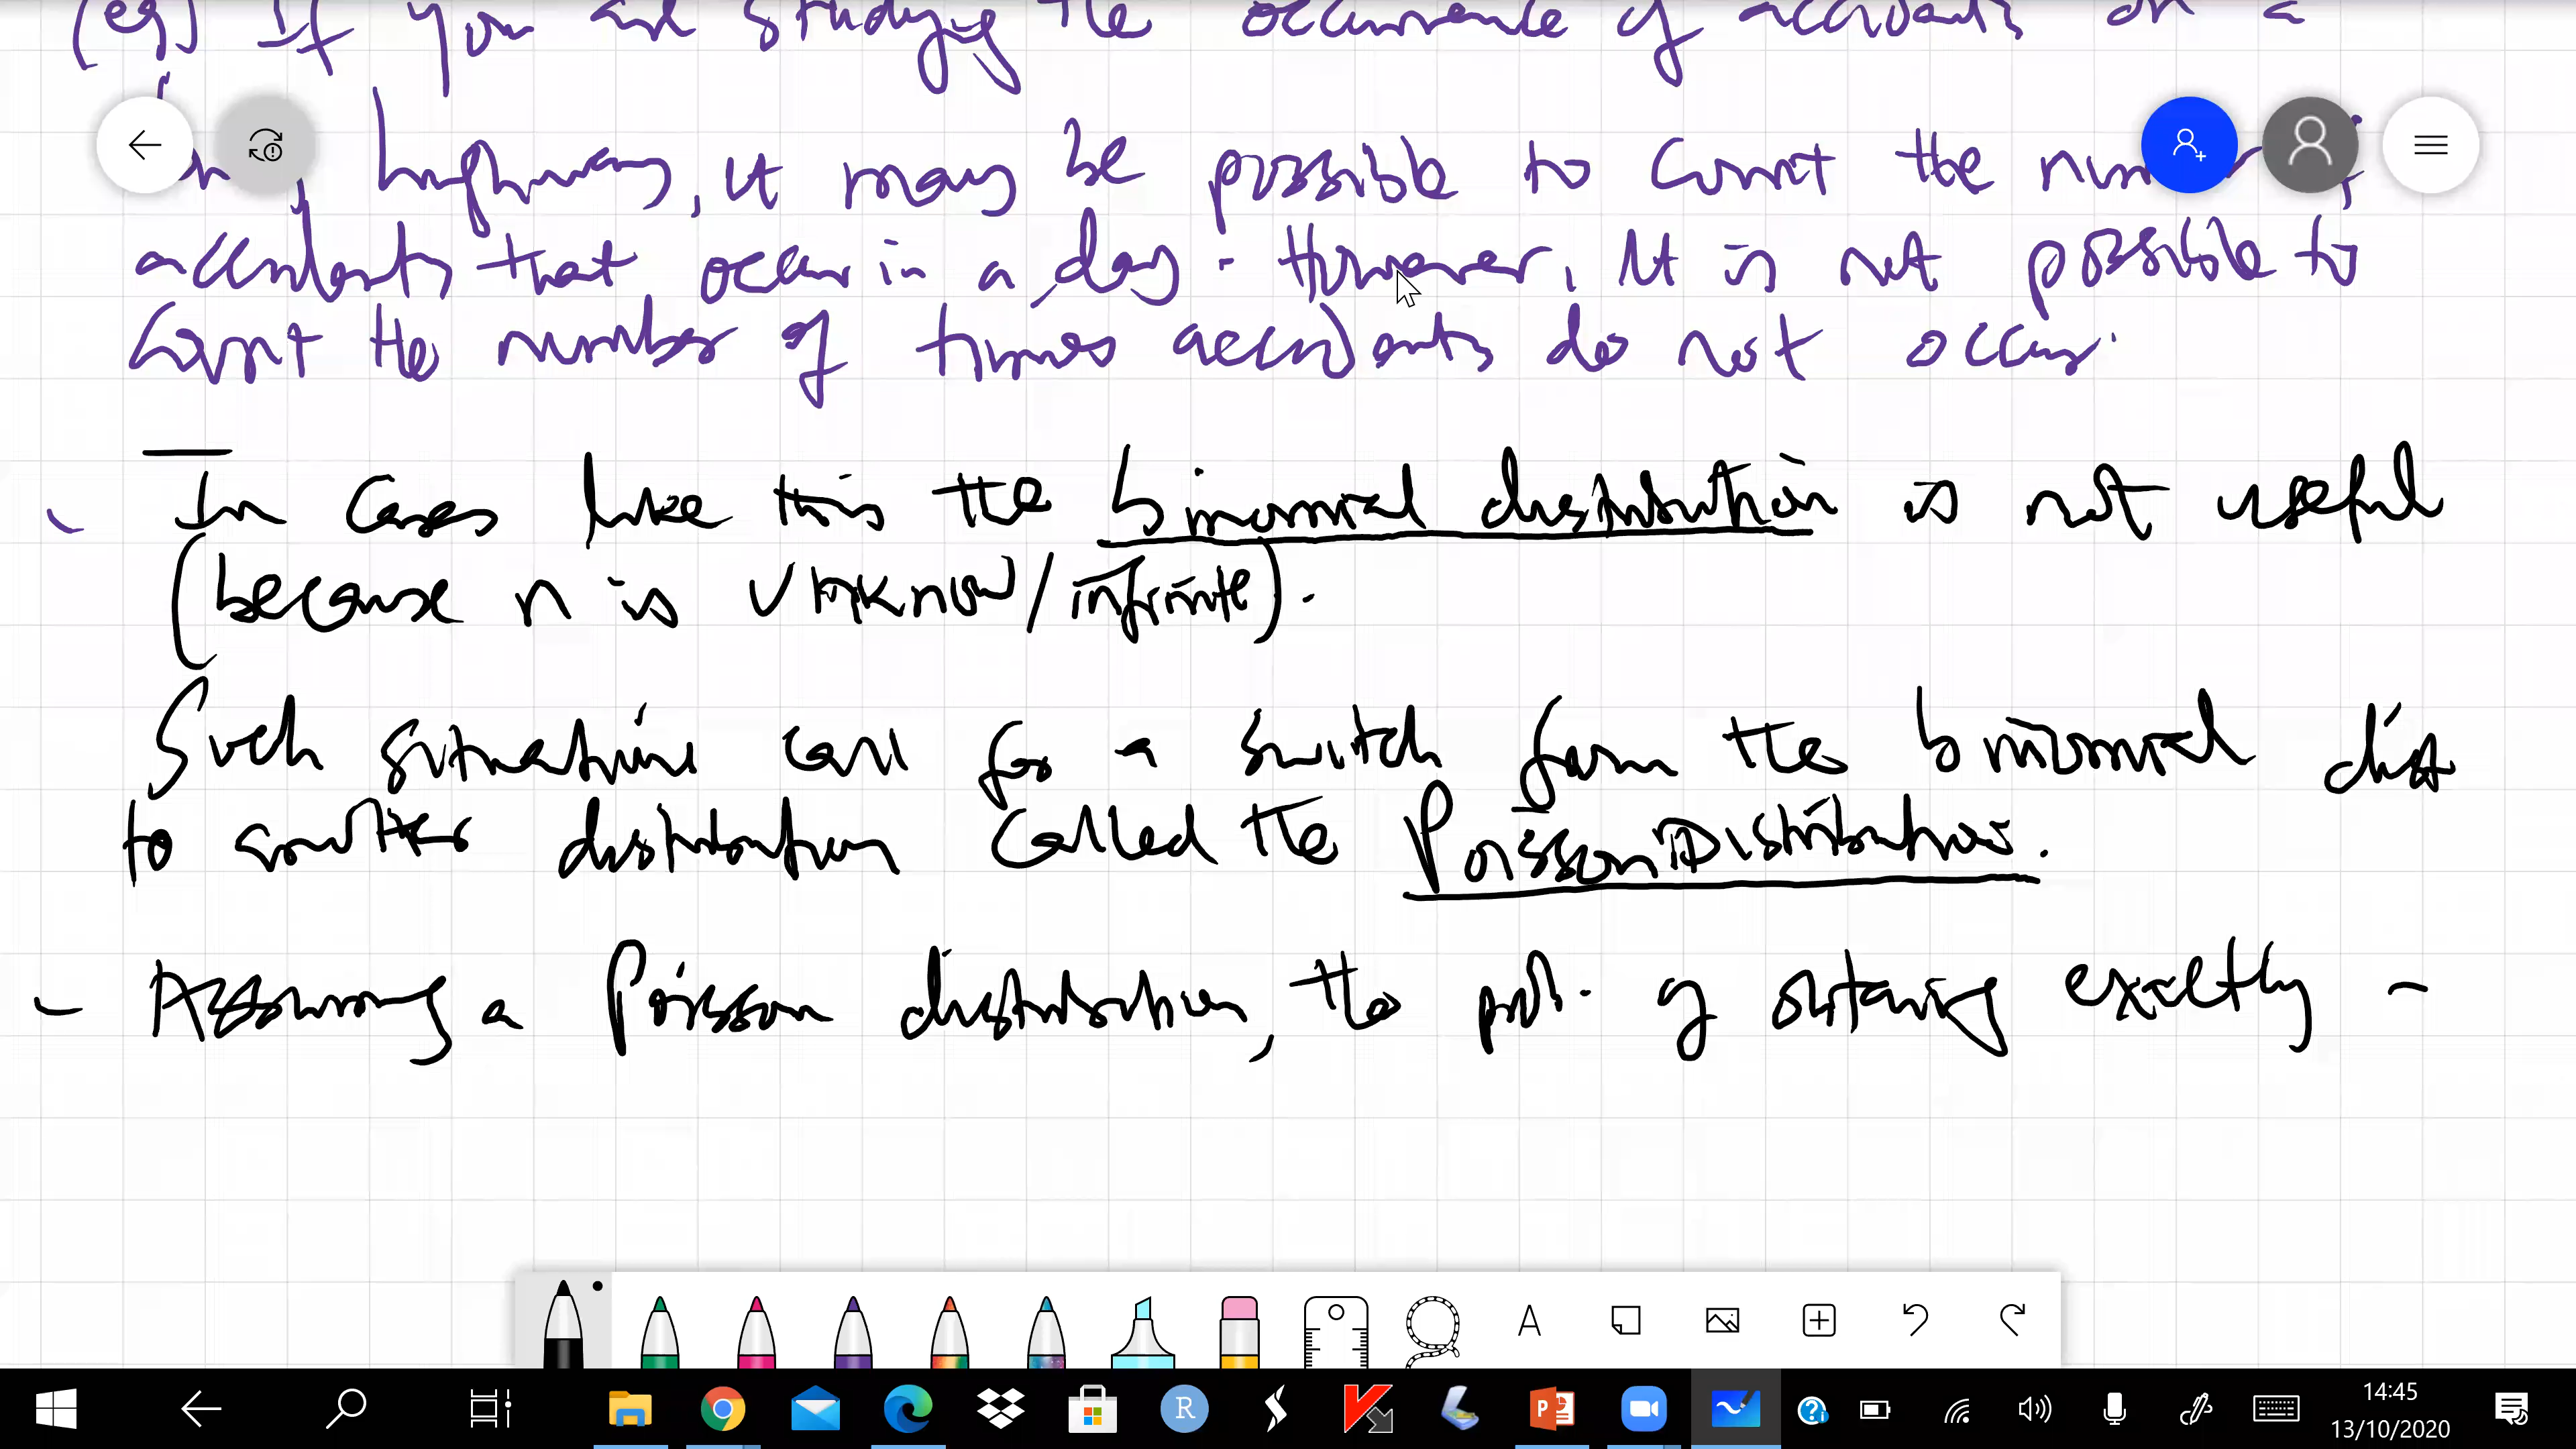 (eg) If you are studying the occurrence of accidents on a
highway, it may be possible to count the
accidents that occur in a day. However, it is not possible to
count the number of times accidents do not occur.
- In cases like this the binomial distribution is not useful
(because n is unknown/infinite).
Such situations call for a switch from the binomial dist
to another distribution called the Poisson Distribution.
- Assuming a Poisson distribution, the prob. of obtaining exactly -
A
R
P
14:45
13/10/2020